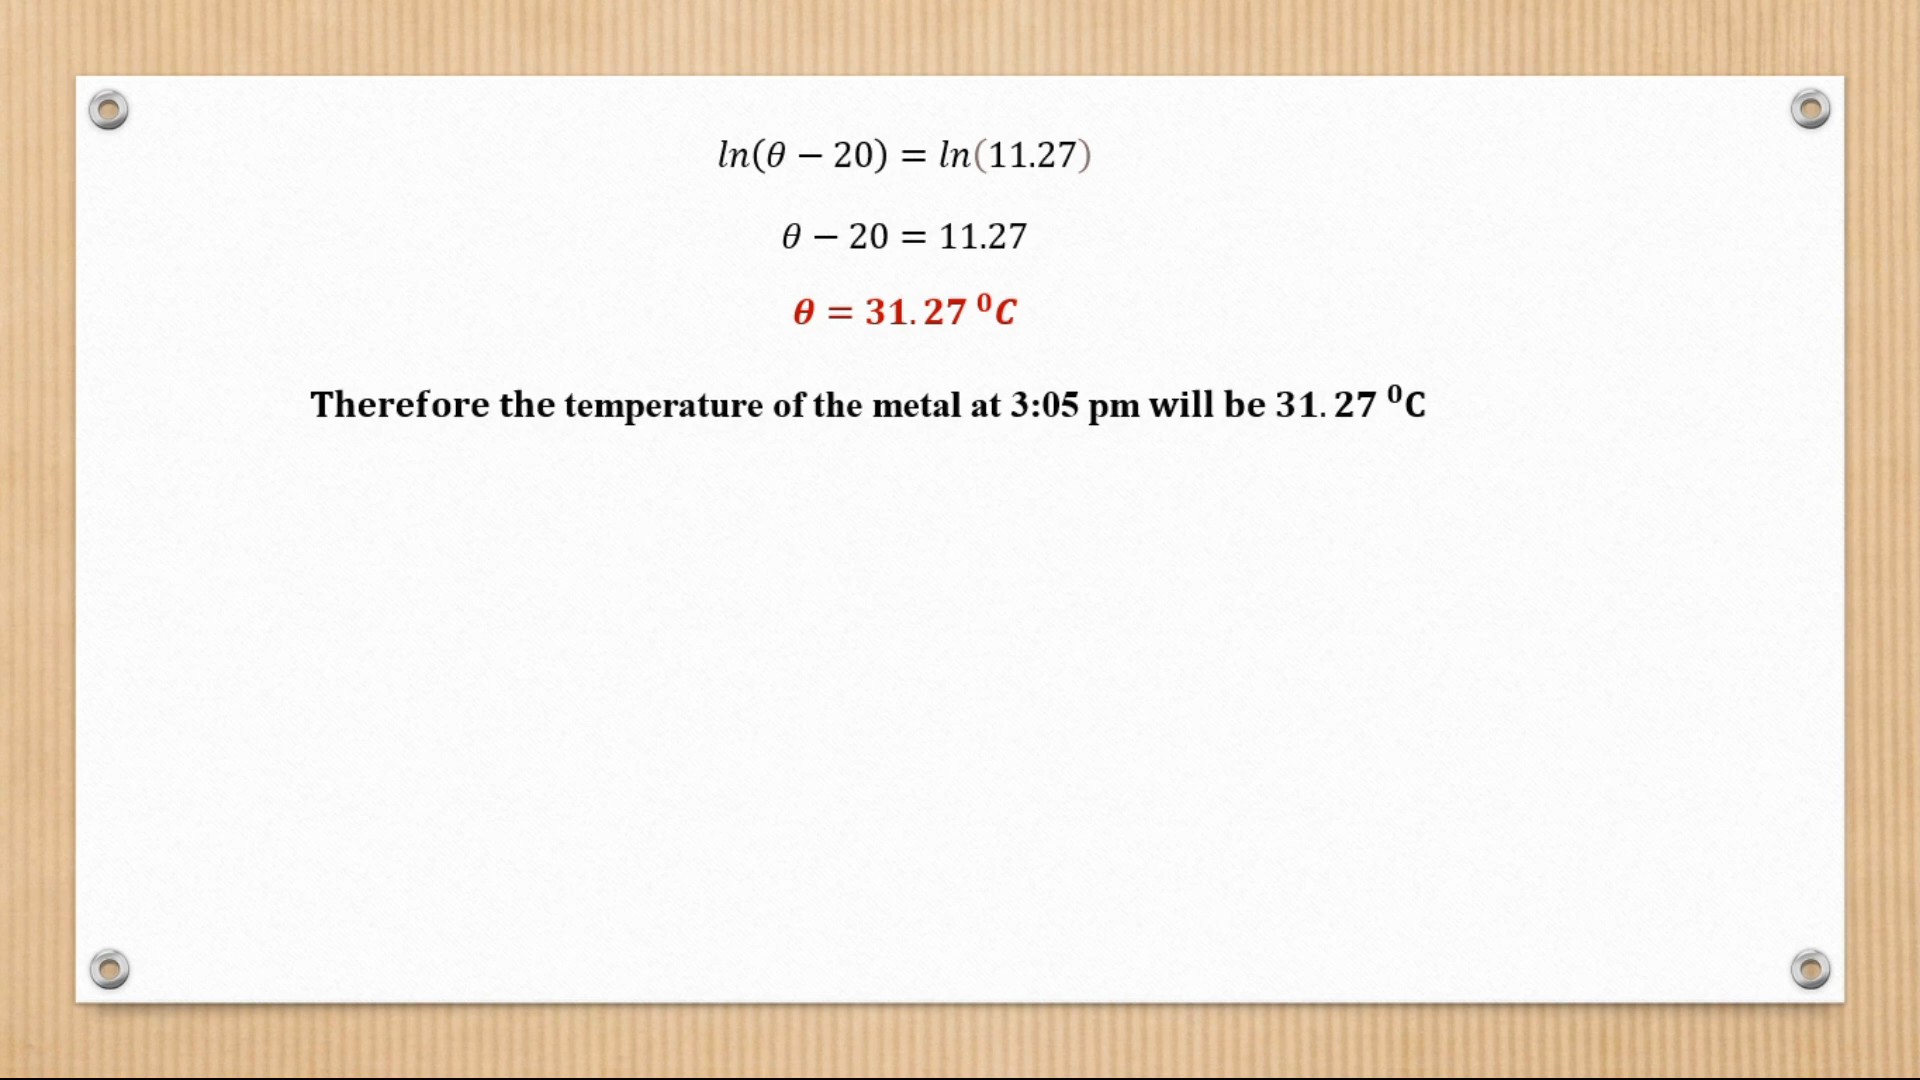 ln(θ − 20) = ln(11.27)
θ − 20 = 11.27
θ = 31.27 ⁰C
Therefore the temperature of the metal at 3:05 pm will be 31.27 ⁰C